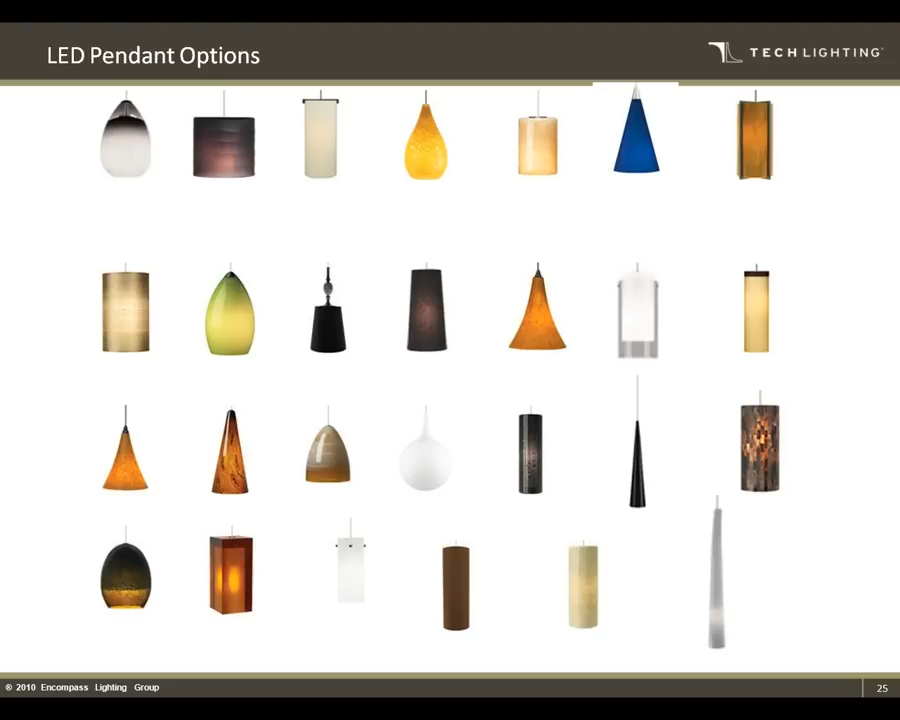 LED Pendant Options
TECH LIGHTING®
® 2010 Encompass Lighting Group
25